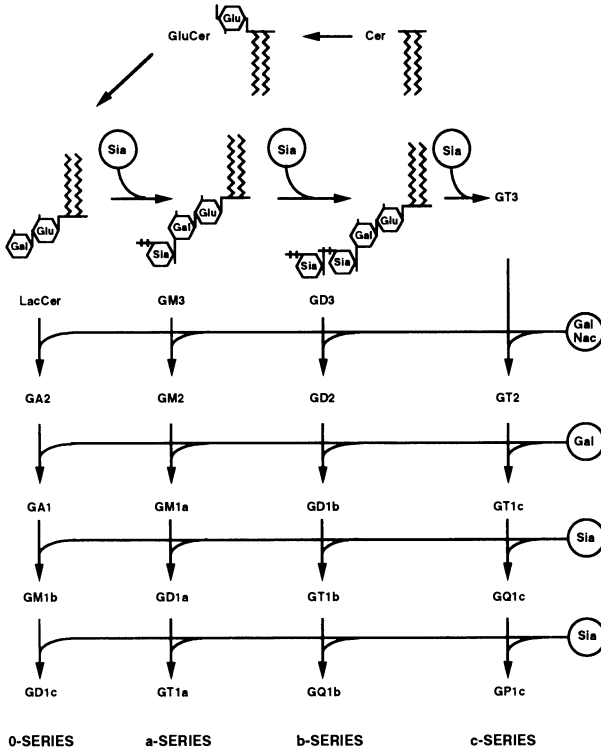 GluCer
Glu
Cer
Sia
Sia
Sia
Gal
Glu
Gal
Glu
Sia
Gal
Glu
Sia
Sia
GT3
LacCer
GM3
GD3
Gal
Nac
GA2
GM2
GD2
GT2
Gal
GA1
GM1a
GD1b
GT1c
Sia
GM1b
GD1a
GT1b
GQ1c
Sia
GD1c
GT1a
GQ1b
GP1c
0-SERIES
a-SERIES
b-SERIES
c-SERIES